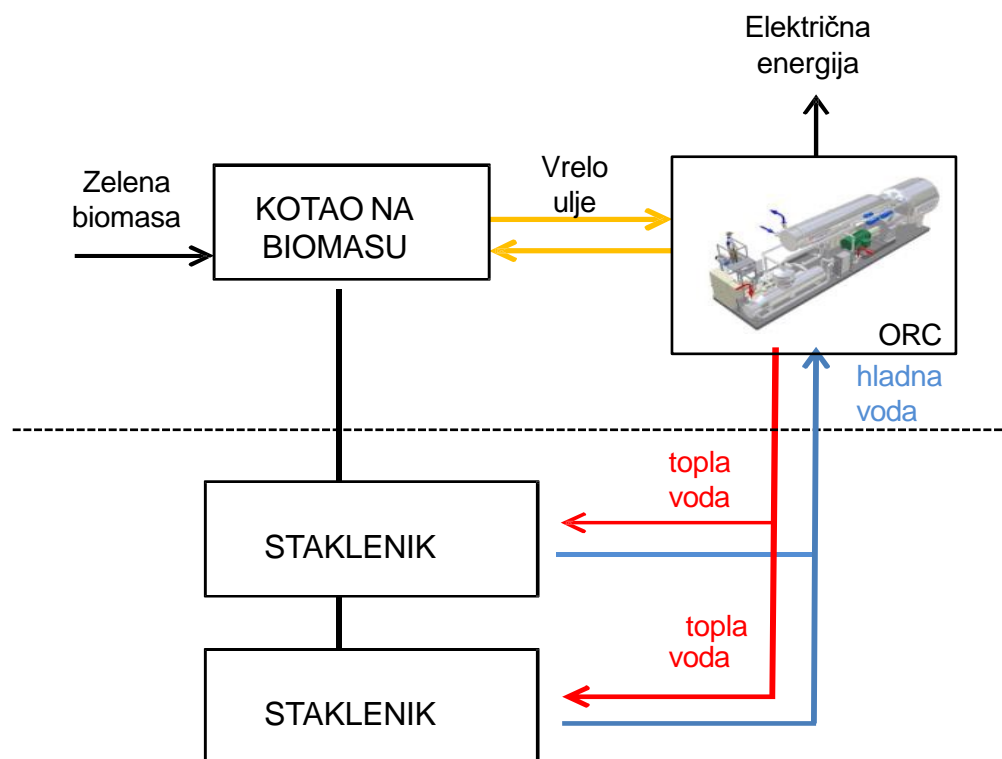 Električna
energija
Zelena
biomasa
KOTAO NA
BIOMASU
Vrelo
ulje
ORC
hladna
voda
topla
voda
STAKLENIK
topla
voda
STAKLENIK